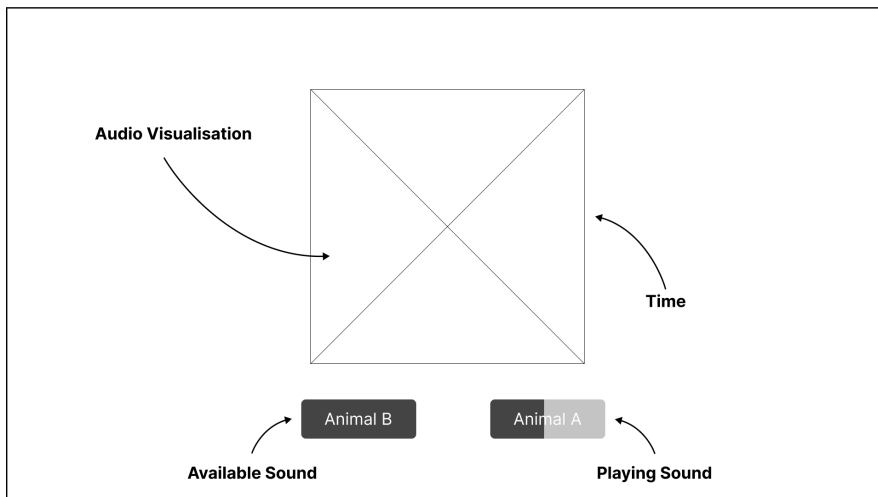 Audio Visualisation
Time
Animal B
Animal A
Available Sound
Playing Sound